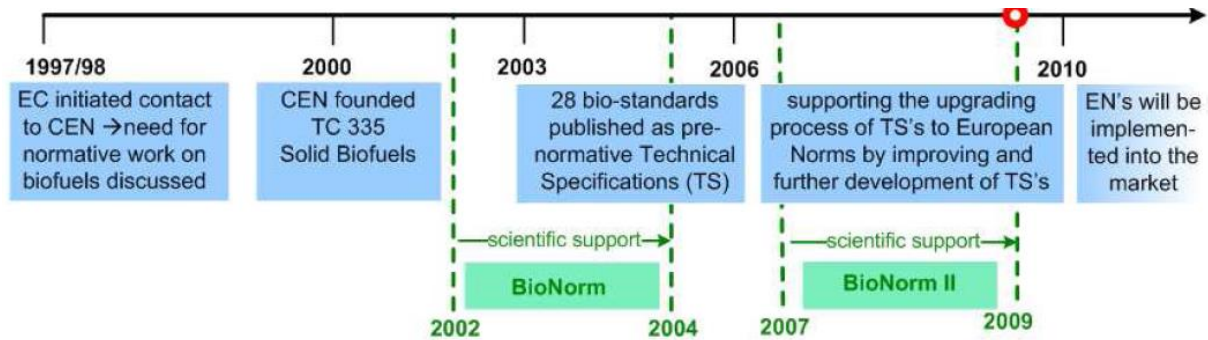 1997/98
2000
2003
2006
2010
EC initiated contact
to CEN →need for
normative work on
biofuels discussed
CEN founded
TC 335
Solid Biofuels
28 bio-standards
published as pre-
normative Technical
Specifications (TS)
supporting the upgrading
process of TS's to European
Norms by improving and
further development of TS's
EN's will be
implemen-
ted into the
market
scientific support
scientific support
BioNorm
BioNorm II
2002
2004
2007
2009